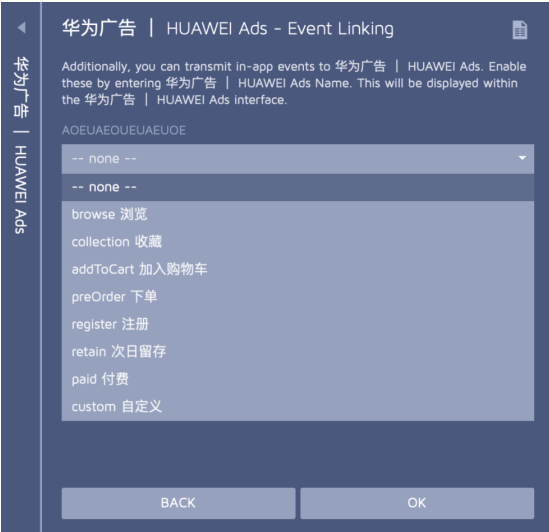 华为广告 | HUAWEI Ads - Event Linking
华为广告 | HUAWEI Ads
Additionally, you can transmit in-app events to 华为广告 | HUAWEI Ads. Enable
these by entering 华为广告 | HUAWEI Ads Name. This will be displayed within
the 华为广告 | HUAWEI Ads interface.
AOEUAEOUEUAEUOE
-- none --
-- none --
browse 浏览
collection 收藏
addToCart 加入购物车
preOrder 下单
register 注册
retain 次日留存
paid 付费
custom 自定义
BACK
OK